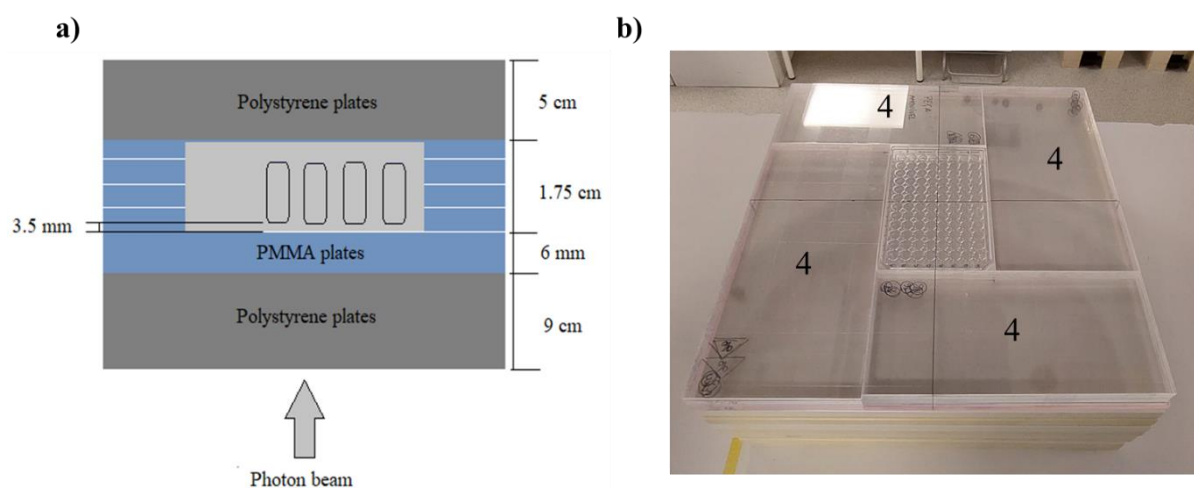 a)
Polystyrene plates
5 cm
1.75 cm
3.5 mm
PMMA plates
6 mm
Polystyrene plates
9 cm
Photon beam
b)
4
4
4
4